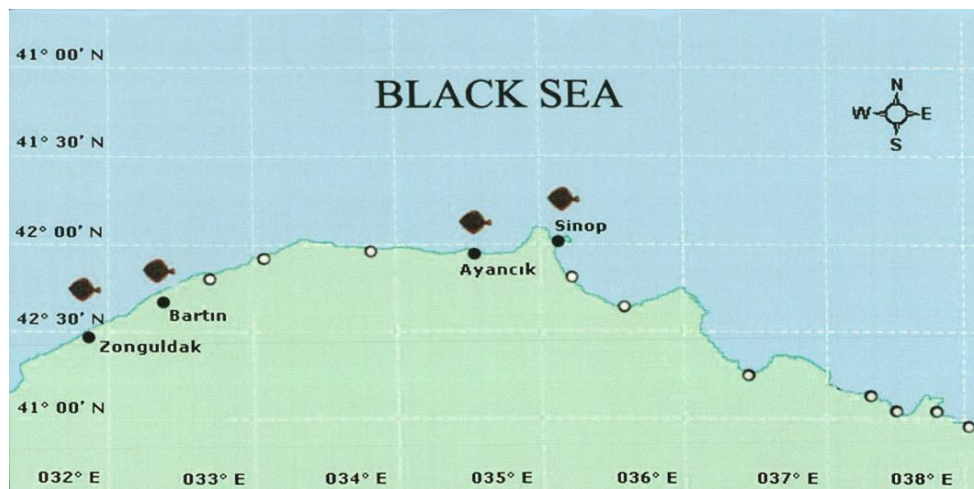 41° 00' N
BLACK SEA
N
W E
S
41° 30' N
42° 00' N
Sinop
Ayancık
Bartın
42° 30' N
Zonguldak
41° 00' N
032° E 033° E 034° E 035° E 036° E 037° E 038° E